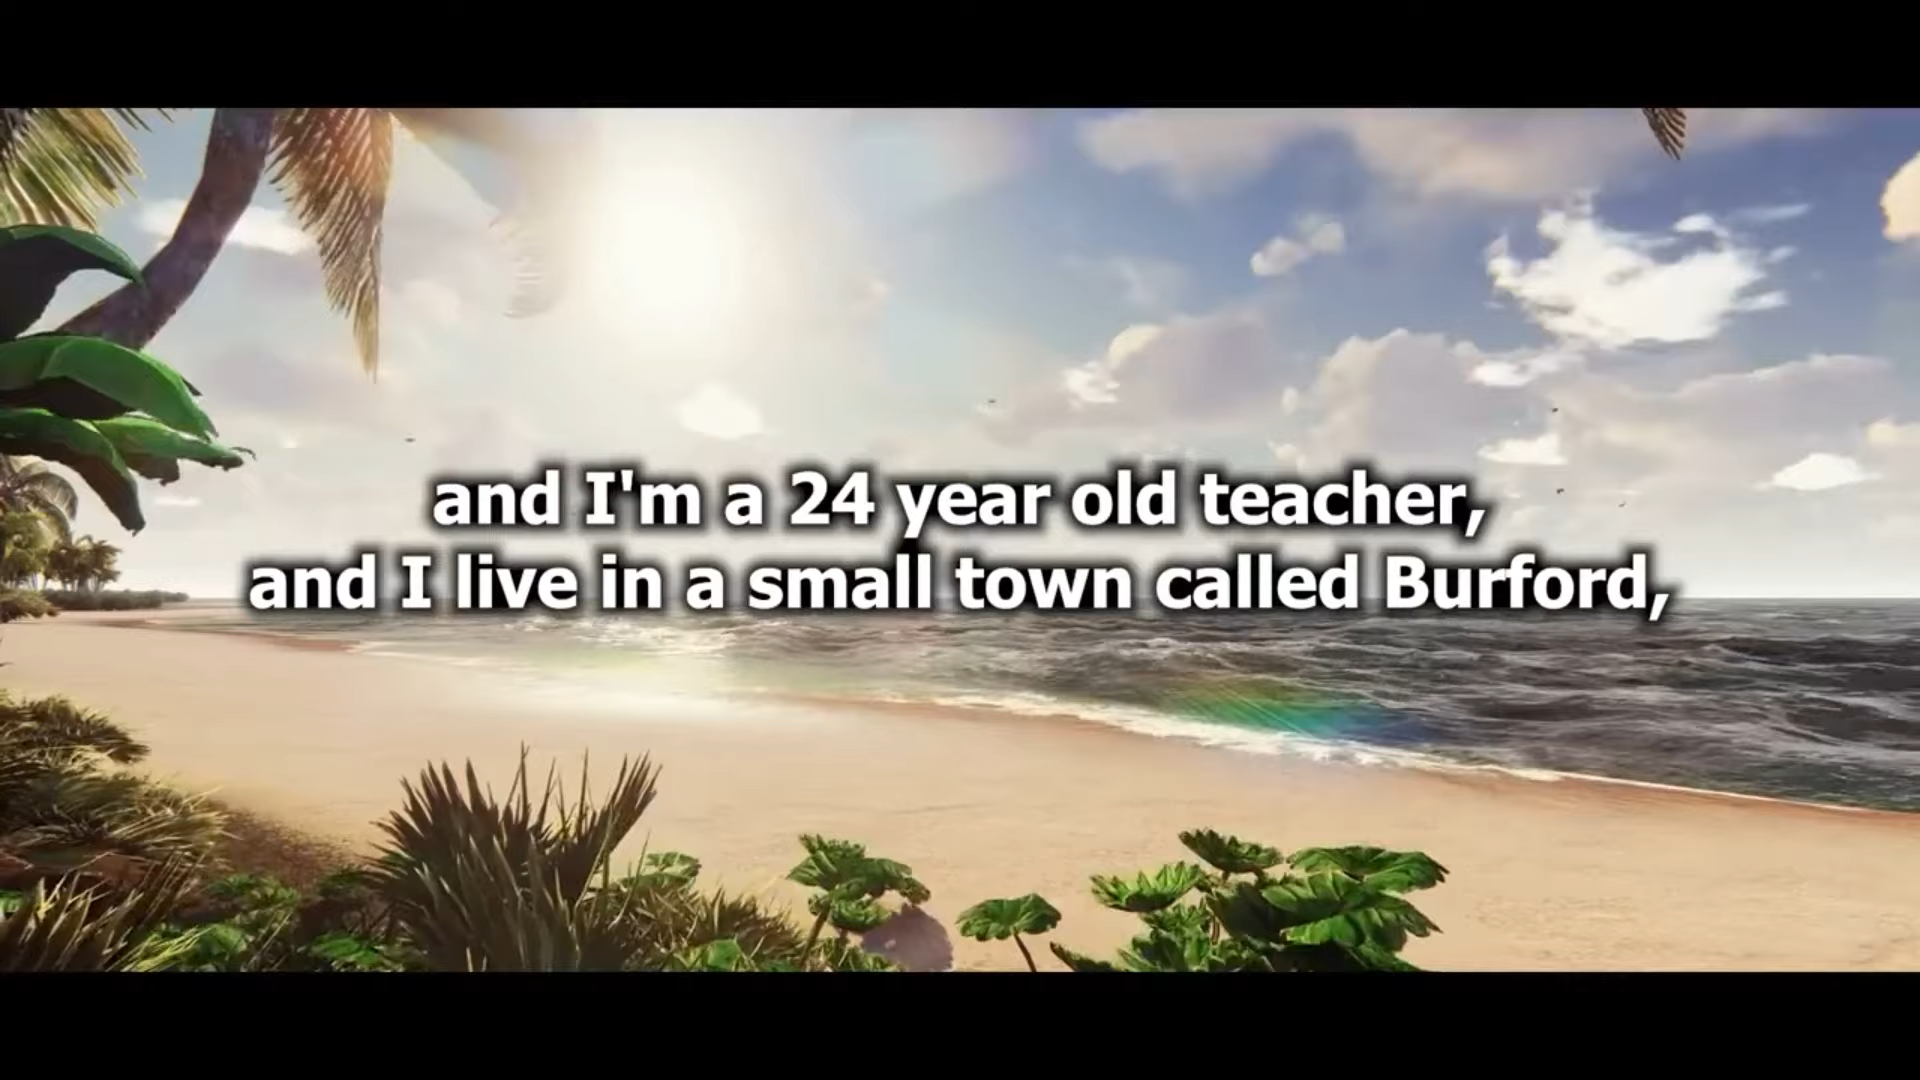 and I'm a 24 year old teacher,
and I live in a small town called Burford,